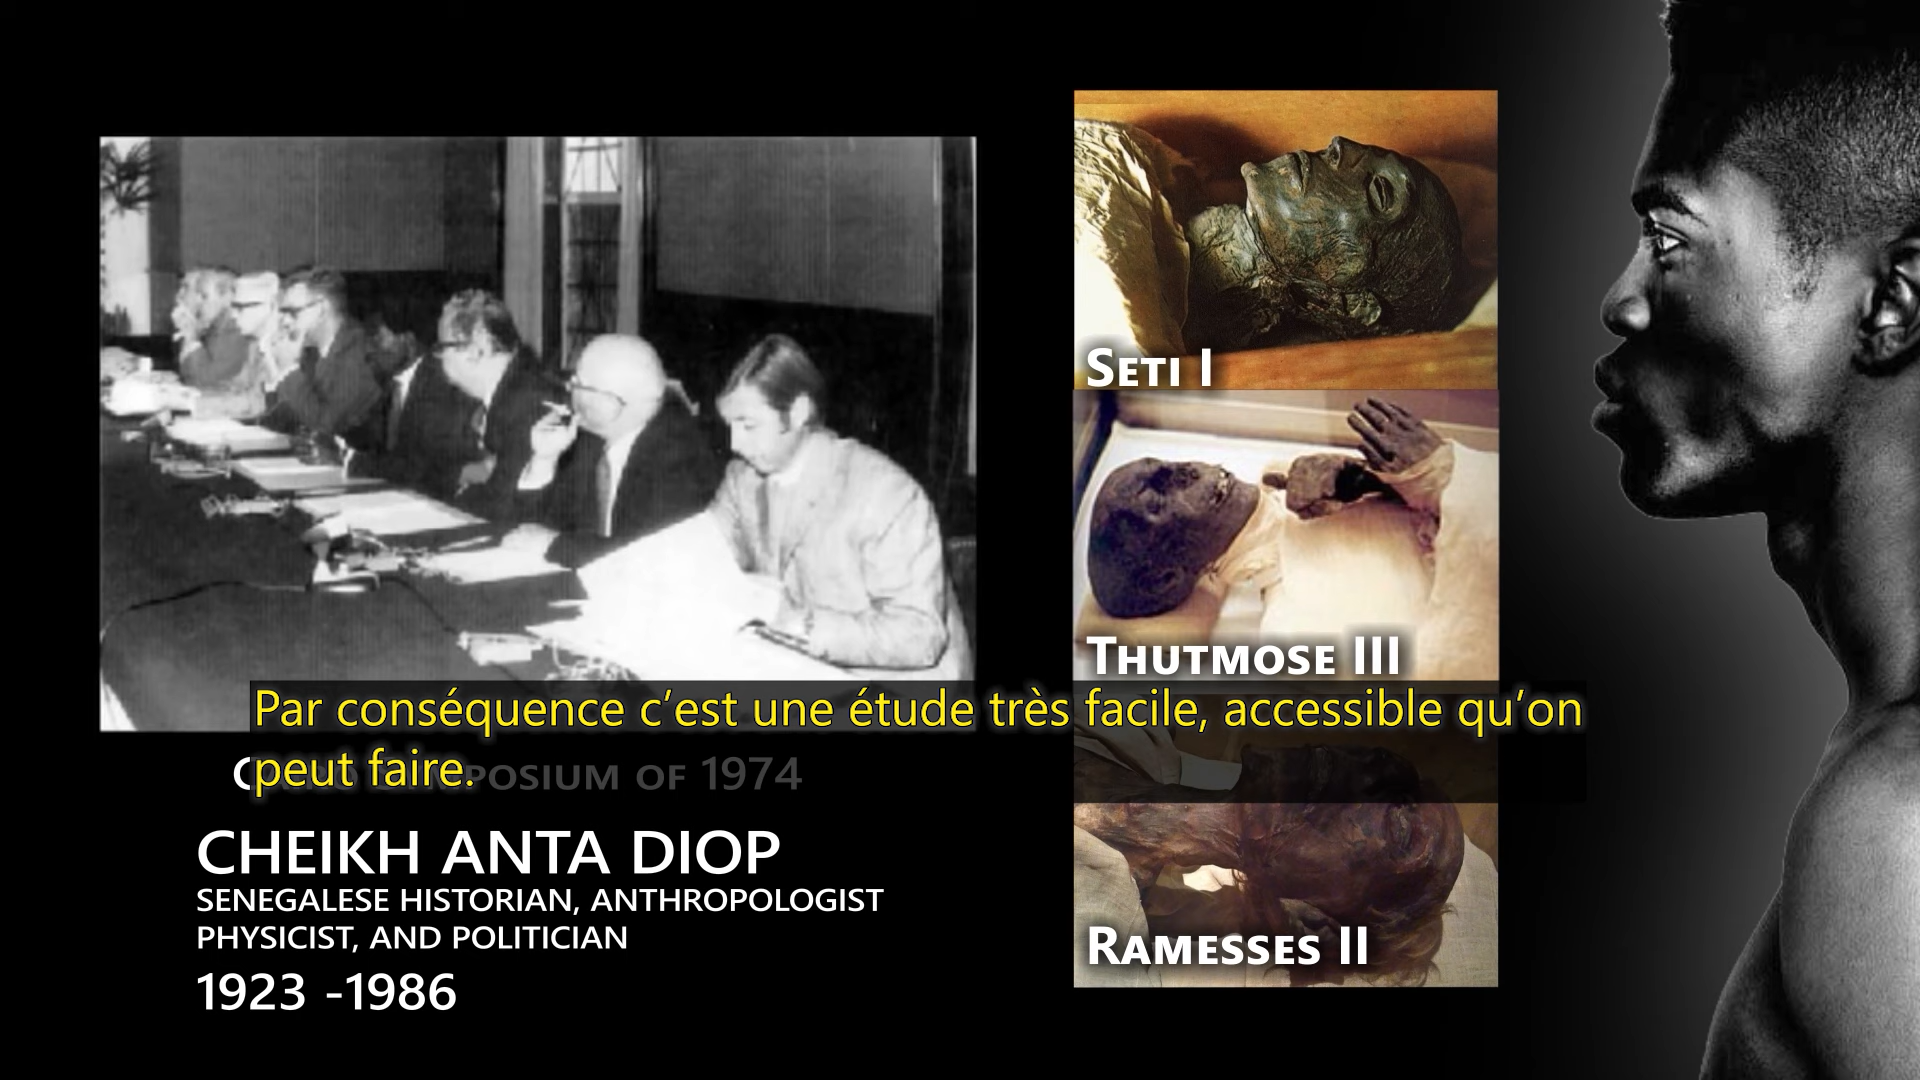 Seti I
Thutmose III
Par conséquence c’est une étude très facile, accessible qu’on
peut faire.
posium of 1974
CHEIKH ANTA DIOP
SENEGALESE HISTORIAN, ANTHROPOLOGIST
PHYSICIST, AND POLITICIAN
1923 -1986
Ramesses II